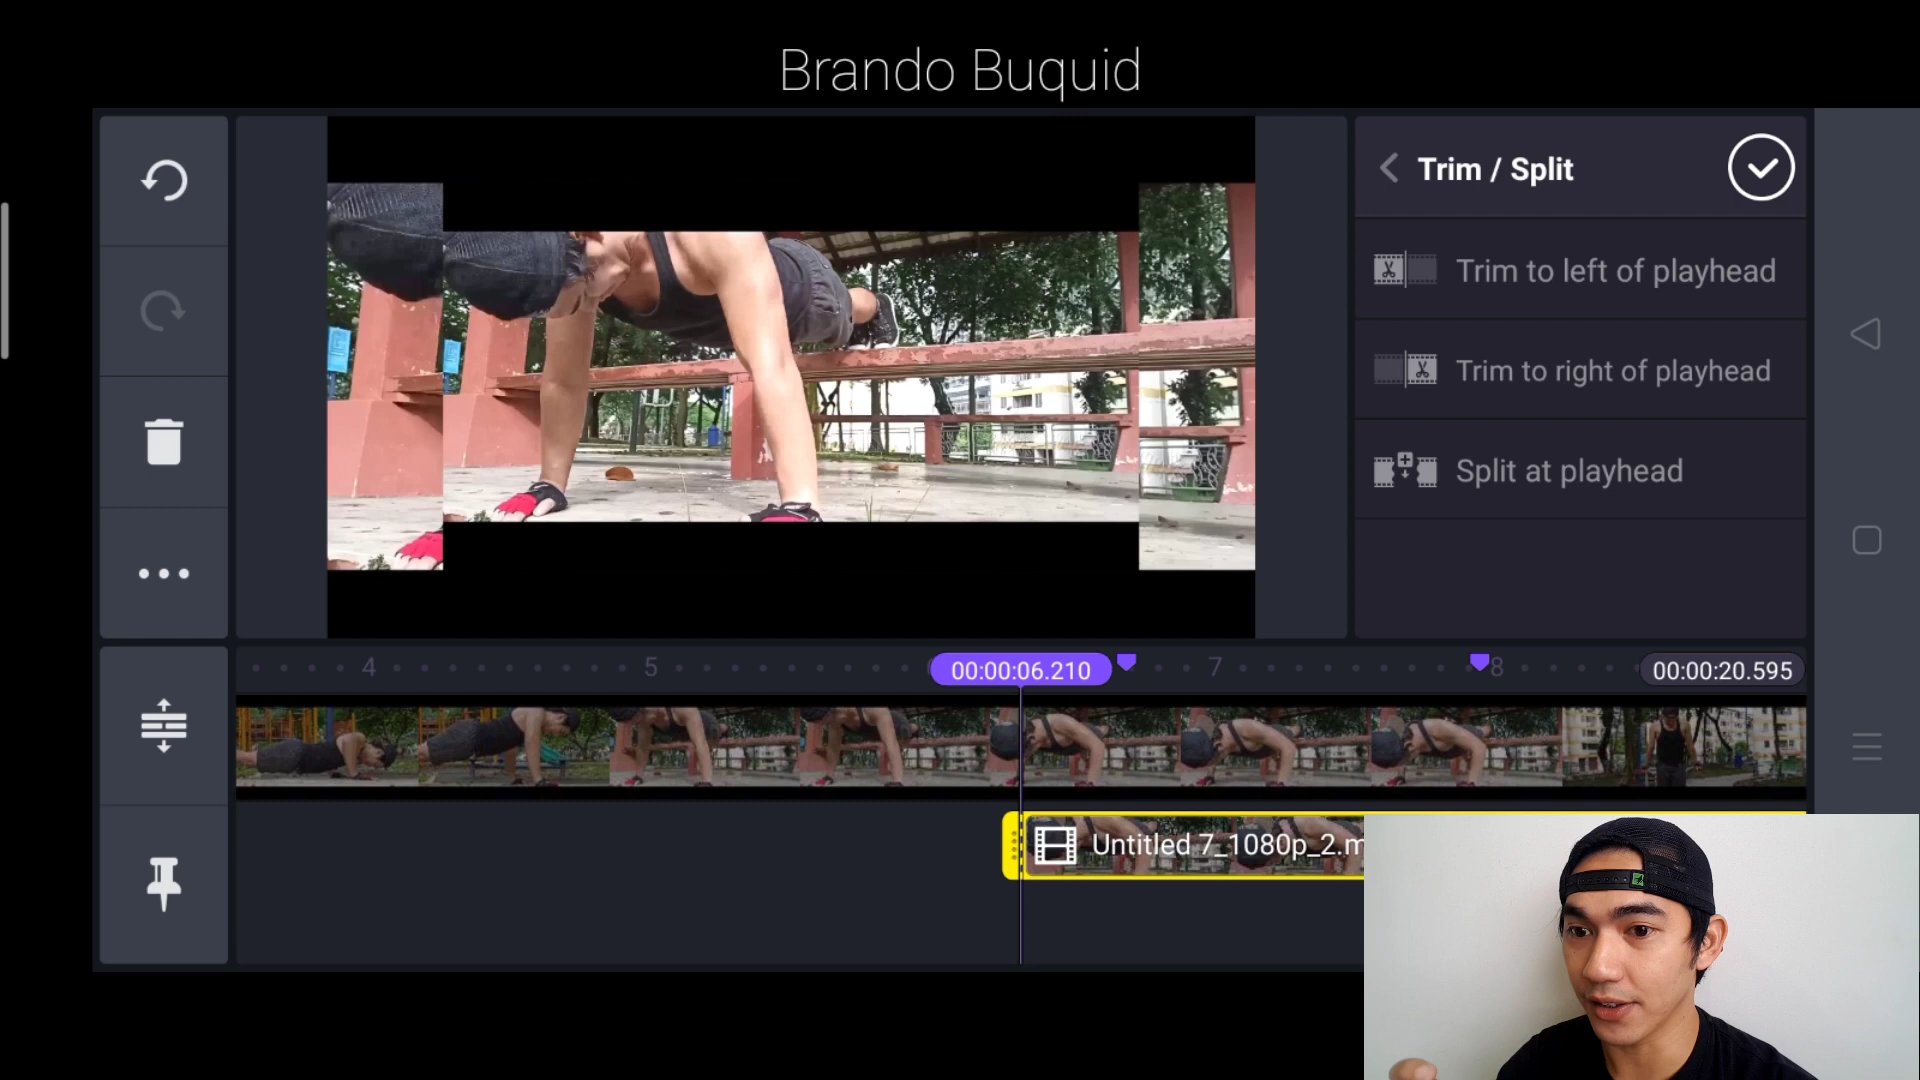 Brando Buquid
Trim / Split
Trim to left of playhead
Trim to right of playhead
Split at playhead
4
5
00:00:06.210
7
8
00:00:20.595
Untitled 7_1080p_2.m